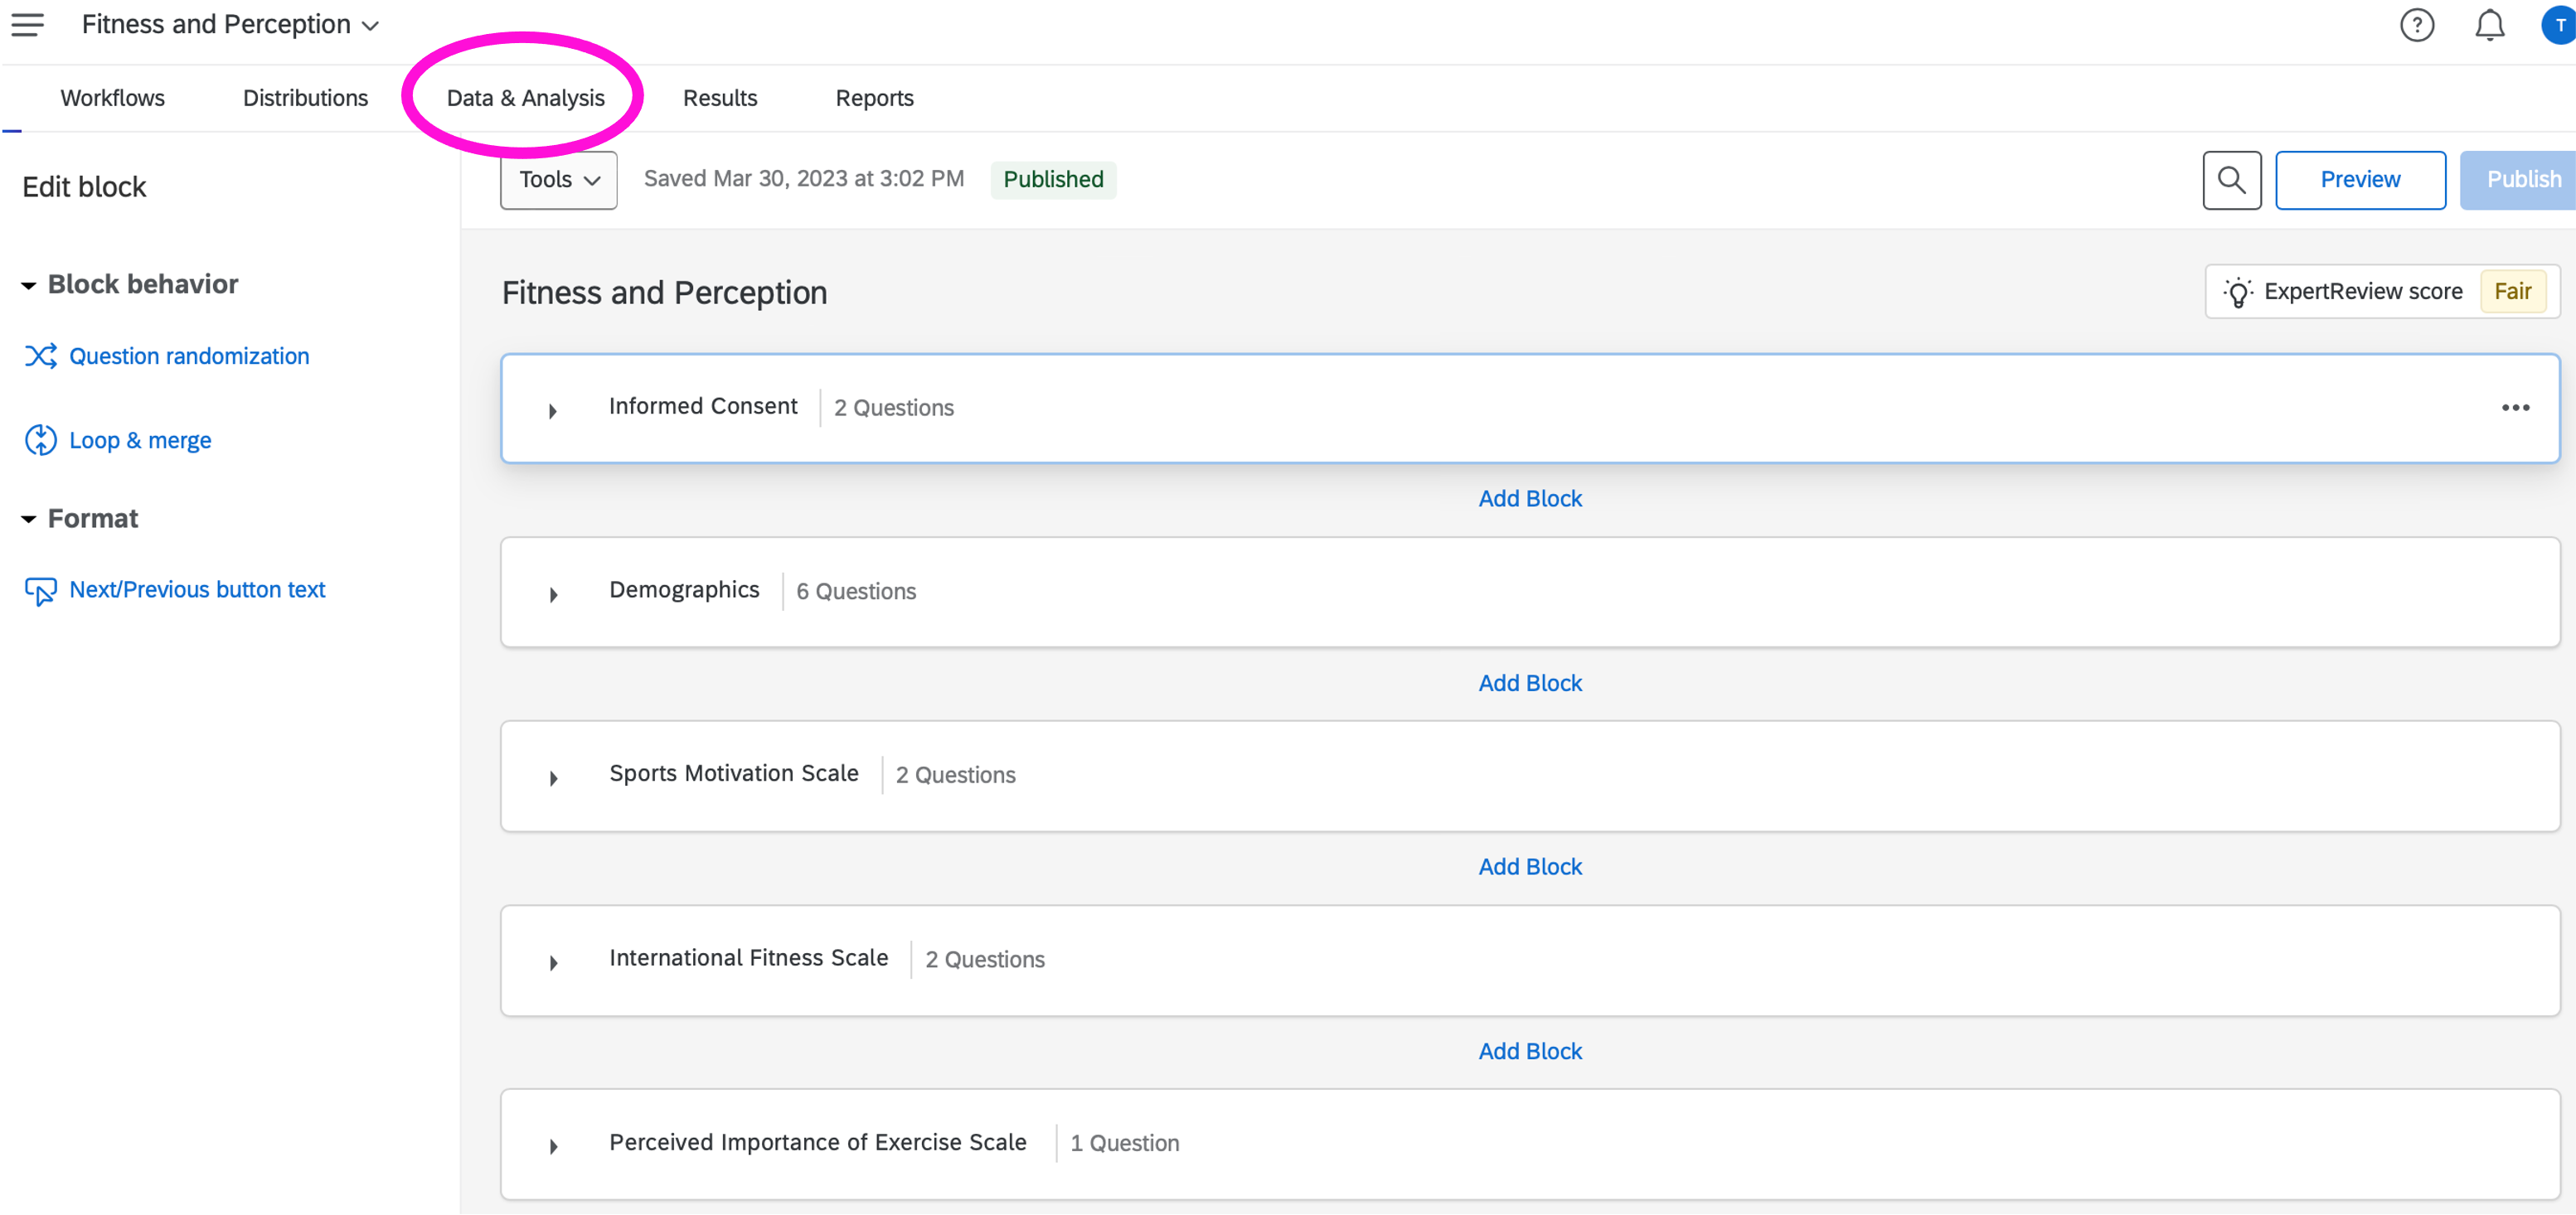 Fitness and Perception
?
T
Workflows Distributions Data & Analysis Results Reports
Edit block
Tools Saved Mar 30, 2023 at 3:02 PM Published
Preview Publish
Block behavior
Question randomization
Loop & merge
Format
Next/Previous button text
Fitness and Perception
ExpertReview score Fair
Informed Consent 2 Questions
Add Block
Demographics 6 Questions
Add Block
Sports Motivation Scale 2 Questions
Add Block
International Fitness Scale 2 Questions
Add Block
Perceived Importance of Exercise Scale 1 Question